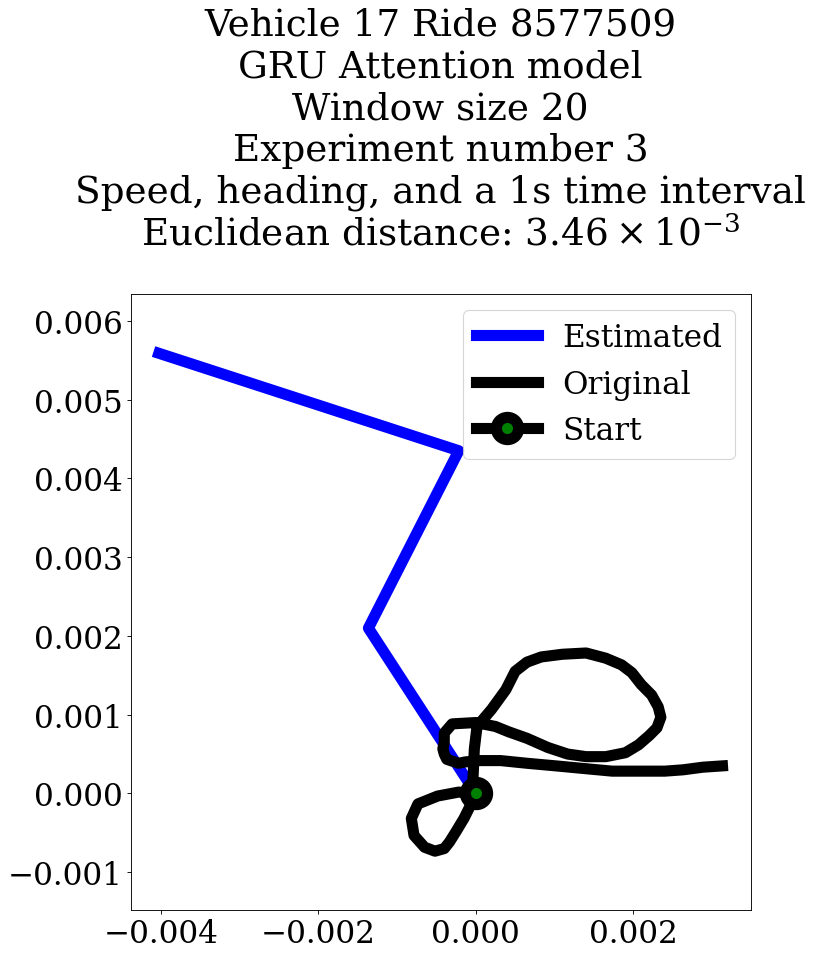 Vehicle 17 Ride 8577509
GRU Attention model
Window size 20
Experiment number 3
Speed, heading, and a 1s time interval
Euclidean distance: 3.46 × 10⁻³
Estimated
Original
Start
0.006
0.005
0.004
0.003
0.002
0.001
0.000
−0.001
−0.004 −0.002 0.000 0.002